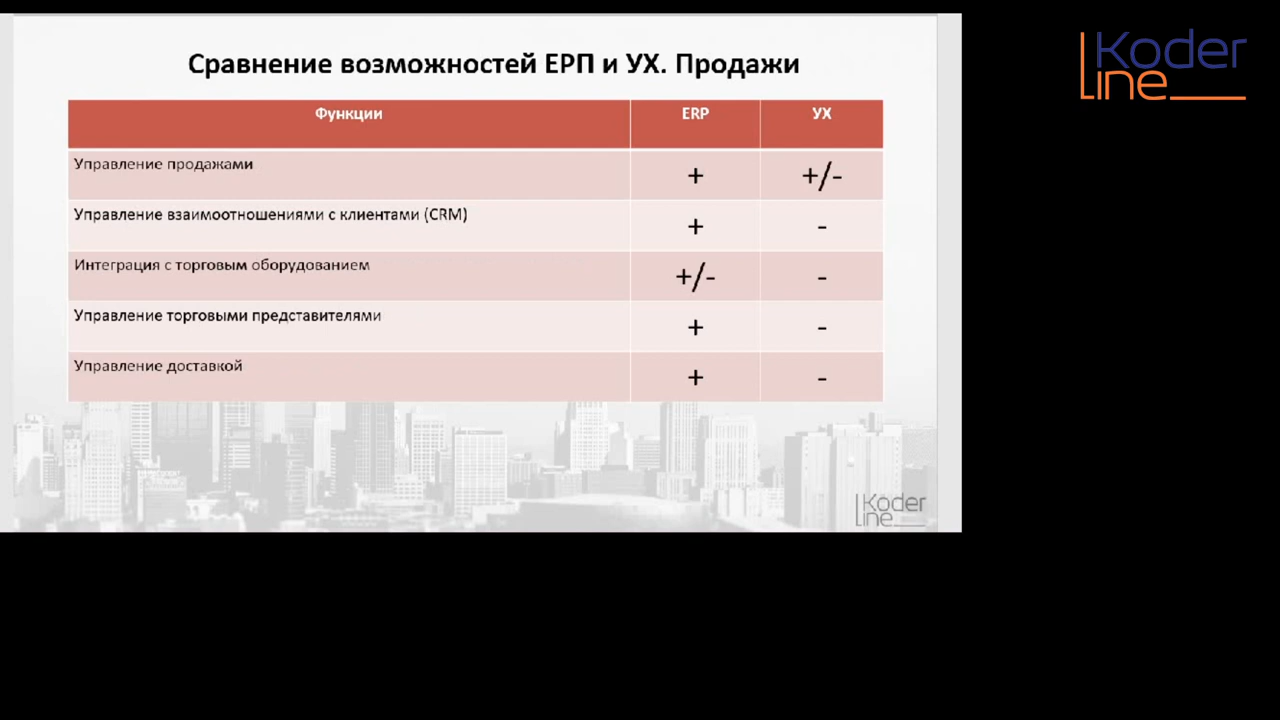 Koder
line
Сравнение возможностей ЕРП и УХ. Продажи
Функции ERP УХ
Управление продажами + +/-
Управление взаимоотношениями с клиентами (CRM) + -
Интеграция с торговым оборудованием +/- -
Управление торговыми представителями + -
Управление доставкой + -
Koder
line